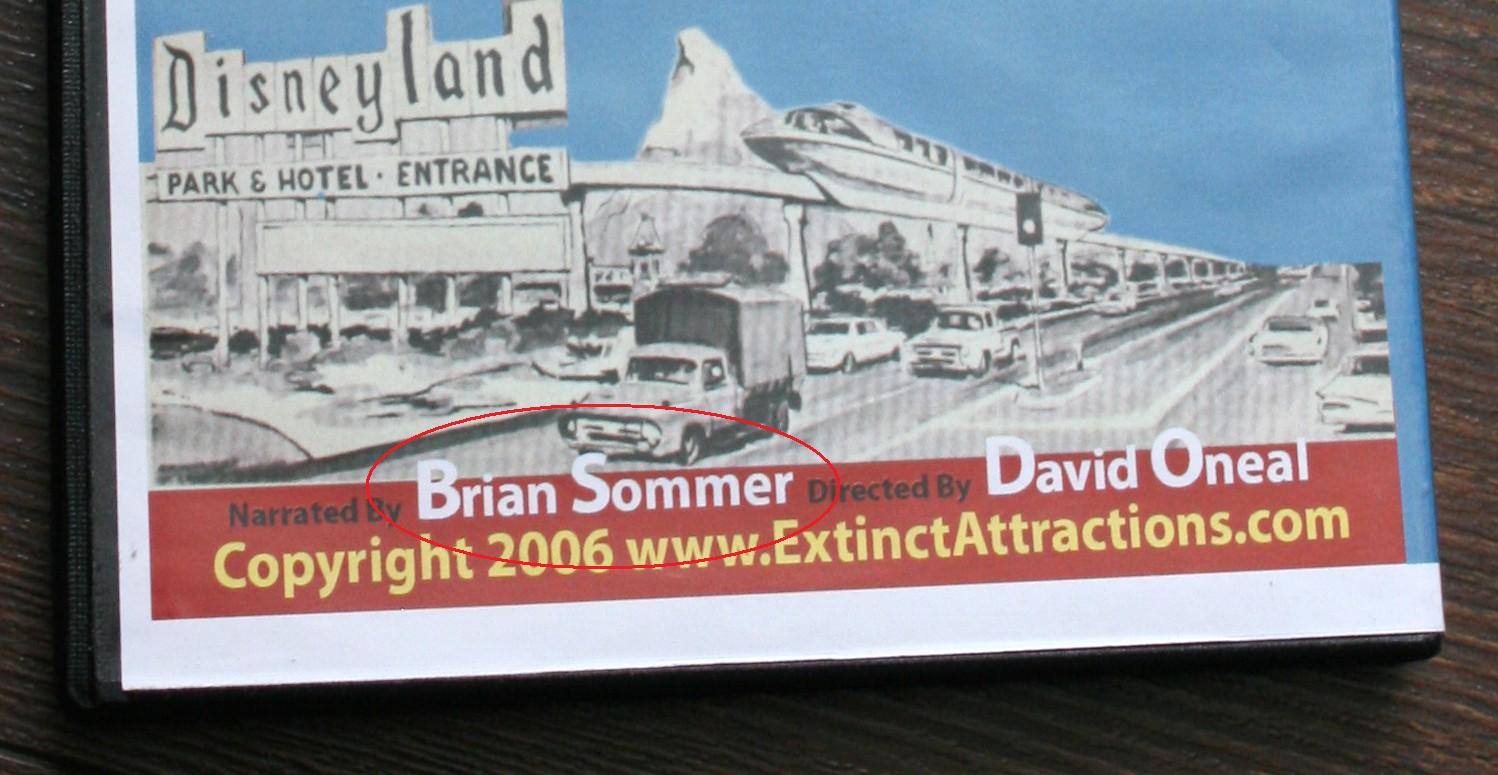 Disneyland
PARK & HOTEL · ENTRANCE
Narrated By Brian Sommer Directed By David Oneal
Copyright 2006 www.ExtinctAttractions.com